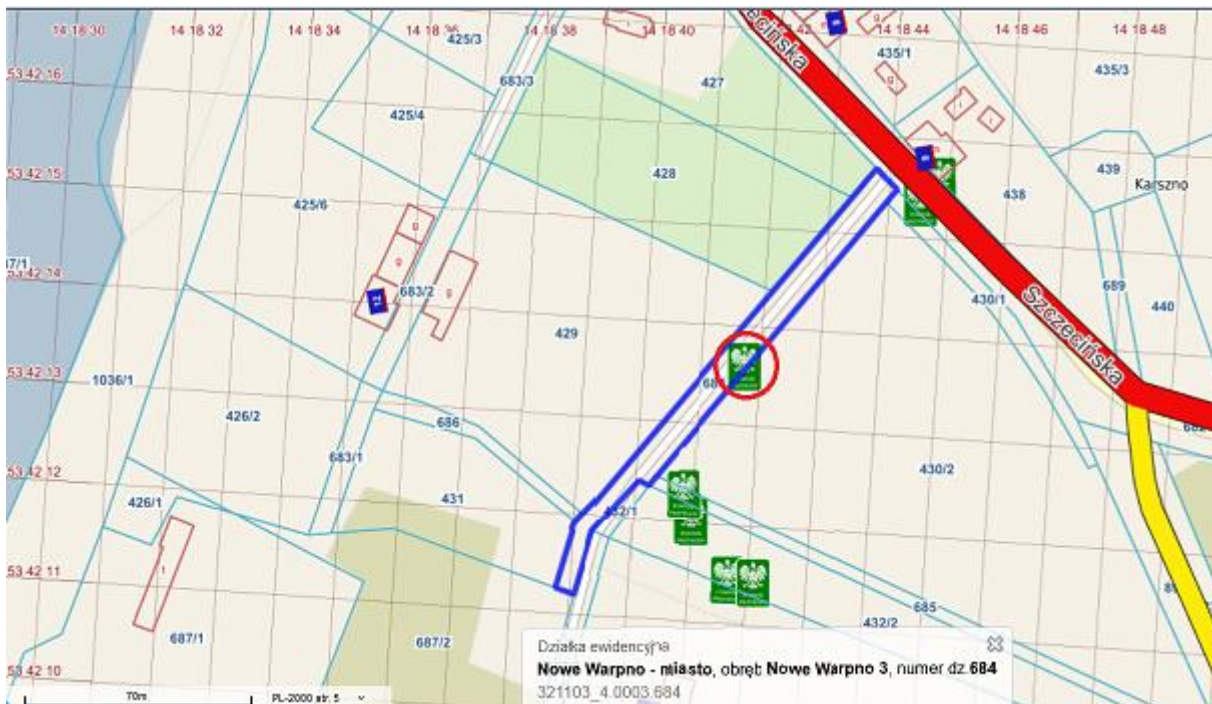 14 18 30
14 18 32
14 18 34
14 18 36
14 18 38
14 18 40
14 18 44
14 18 46
14 18 48
425/3
683/3
427
435/1
435/3
53 42 16
425/4
428
439
Karszno
438
53 42 15
425/6
53 42 14
683/2
12
429
430/1
689
440
Szczecińska
53 42 13
1036/1
426/2
686
683/1
430/2
53 42 12
426/1
431
432/1
53 42 11
685
432/2
687/1
687/2
53 42 10
70m
PL-2000 str. 5
Działka ewidencyjna
Nowe Warpno - miasto, obręb Nowe Warpno 3, numer dz.684
321103_4.0003.684